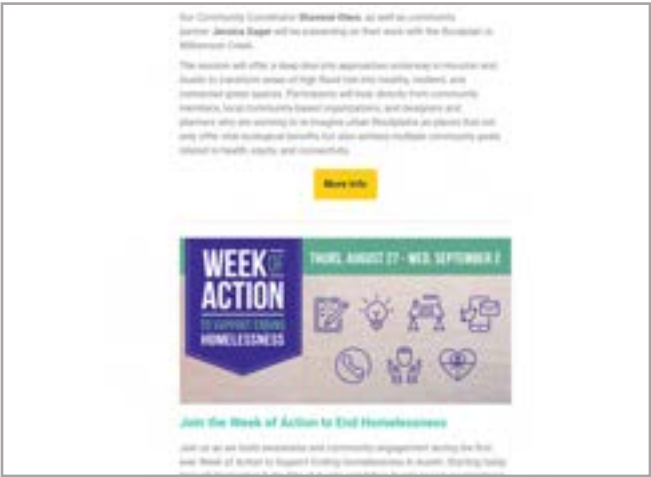 Our Community Coordinator as well as community
partner Jessica will be presenting on their work with the floodplain in
Williamson Creek.
The session will offer a deep dive into approaches underway in Houston and
Austin to transform areas of high flood risk into healthy, resilient, and
connected green spaces. Participants will hear directly from community
members, local community-based organizations, and designers and
planners who are working to re-imagine urban floodplains as places that not
only offer vital ecological benefits but also achieve multiple community goals
related to health, equity, and connectivity.
More Info
WEEK OF
ACTION
TO SUPPORT ENDING
HOMELESSNESS
THURS, AUGUST 27 - WED, SEPTEMBER 2
Join the Week of Action to End Homelessness
Join us as we build awareness and community engagement during the first
ever Week of Action to Support Ending Homelessness in Austin. Starting today